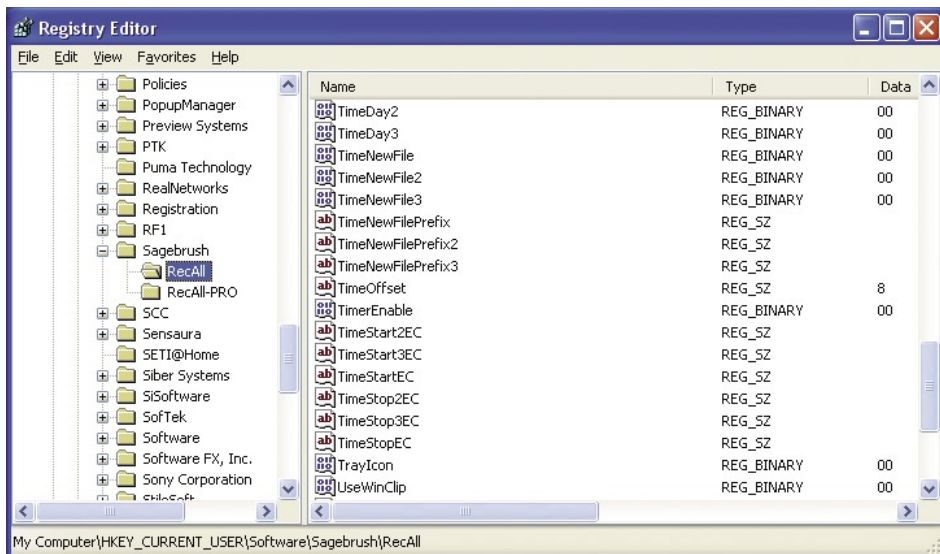 Registry Editor
File Edit View Favorites Help
Policies
PopupManager
Preview Systems
PTK
Puma Technology
RealNetworks
Registration
RF1
Sagebrush
RecAll
RecAll-PRO
SCC
Sensaura
SETI@Home
Siber Systems
SiSoftware
SofTek
Software
Software FX, Inc.
Sony Corporation
StileSoft
Name Type Data
TimeDay2 REG_BINARY 00
TimeDay3 REG_BINARY 00
TimeNewFile REG_BINARY 00
TimeNewFile2 REG_BINARY 00
TimeNewFile3 REG_BINARY 00
TimeNewFilePrefix REG_SZ
TimeNewFilePrefix2 REG_SZ
TimeNewFilePrefix3 REG_SZ
TimeOffset REG_SZ 8
TimerEnable REG_BINARY 00
TimeStart2EC REG_SZ
TimeStart3EC REG_SZ
TimeStartEC REG_SZ
TimeStop2EC REG_SZ
TimeStop3EC REG_SZ
TimeStopEC REG_SZ
TrayIcon REG_BINARY 00
UseWinClip REG_BINARY 00
My Computer\HKEY_CURRENT_USER\Software\Sagebrush\RecAll